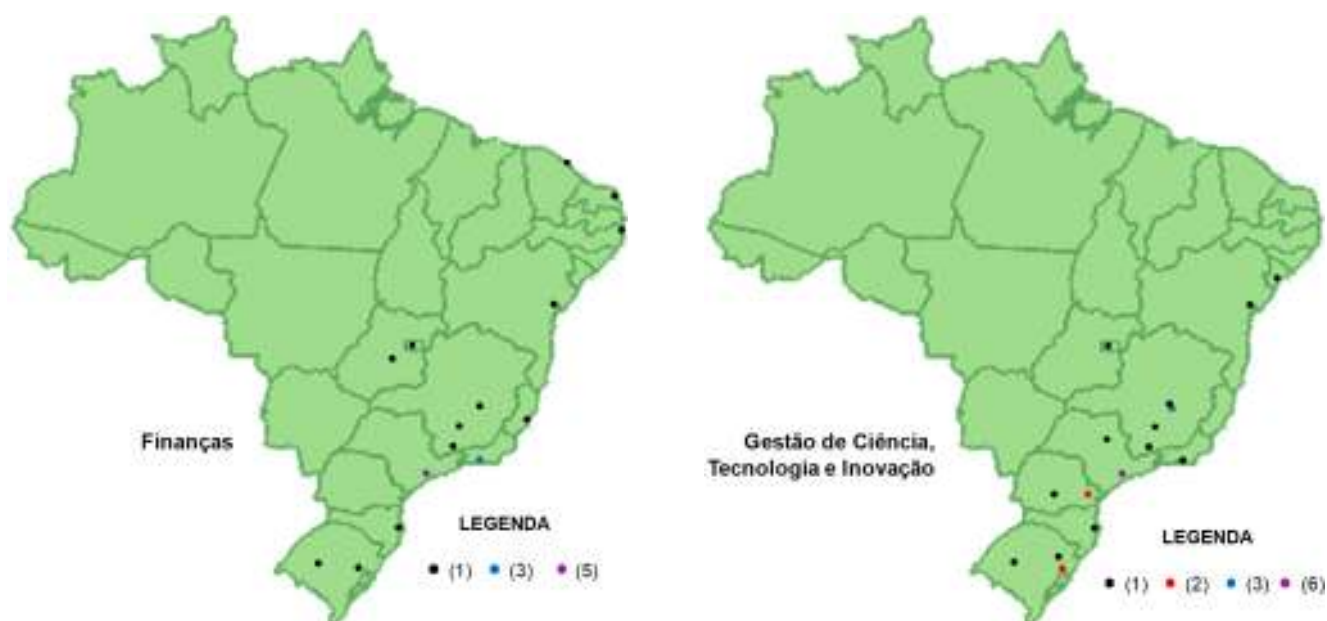 Finanças
LEGENDA
(1) (3) (5)
Gestão de Ciência,
Tecnologia e Inovação
LEGENDA
(1) (2) (3) (6)